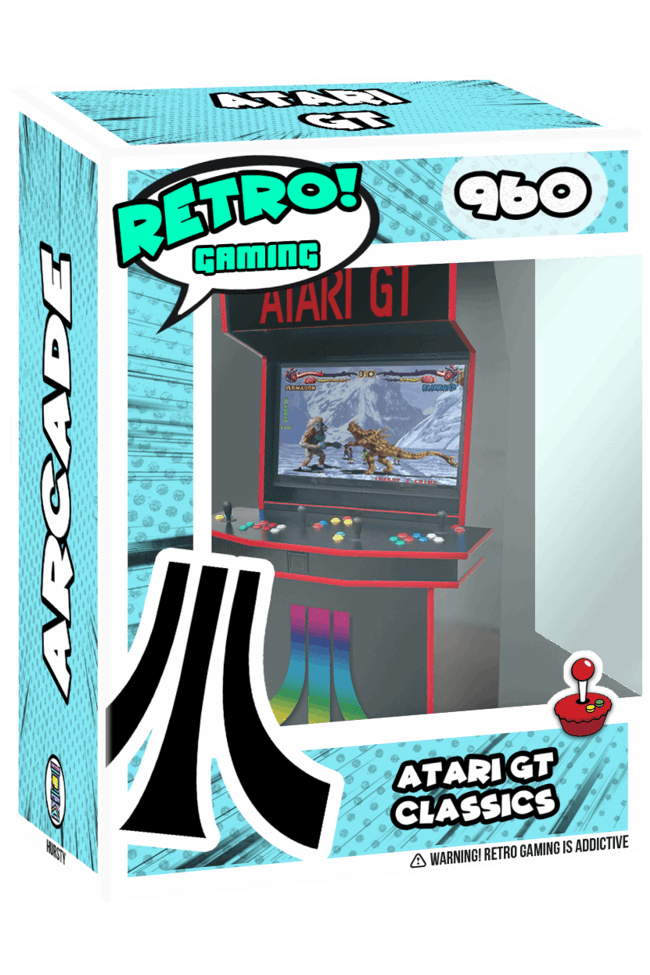 ATARI
GT
RETRO!
GAMING
960
ARCADE
ATARI GT
ATARI GT
CLASSICS
WARNING! RETRO GAMING IS ADDICTIVE
HURSTY